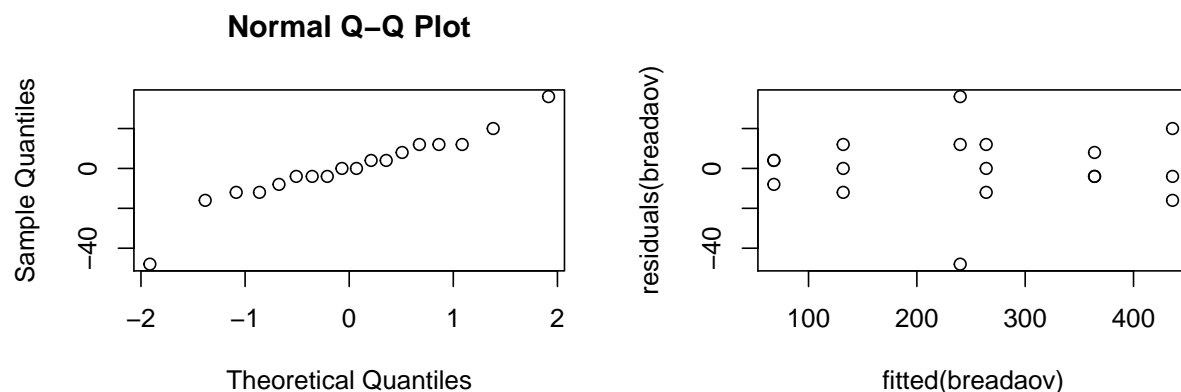 Normal Q−Q Plot
Sample Quantiles
0
−40
−2
−1
0
1
2
Theoretical Quantiles
residuals(breadaov)
0
−40
100
200
300
400
fitted(breadaov)